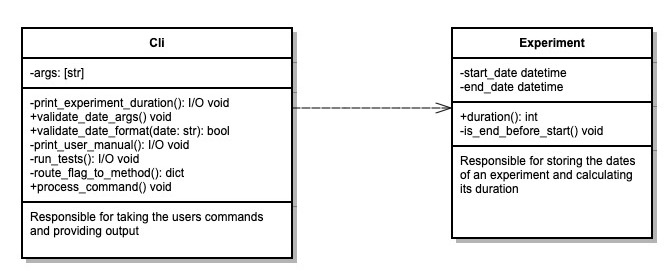 Cli
-args: [str]
-print_experiment_duration(): I/O void
+validate_date_args() void
+validate_date_format(date: str): bool
-print_user_manual(): I/O void
-run_tests(): I/O void
-route_flag_to_method(): dict
+process_command() void
Responsible for taking the users commands
and providing output
Experiment
-start_date datetime
-end_date datetime
+duration(): int
-is_end_before_start() void
Responsible for storing the dates
of an experiment and calculating
its duration